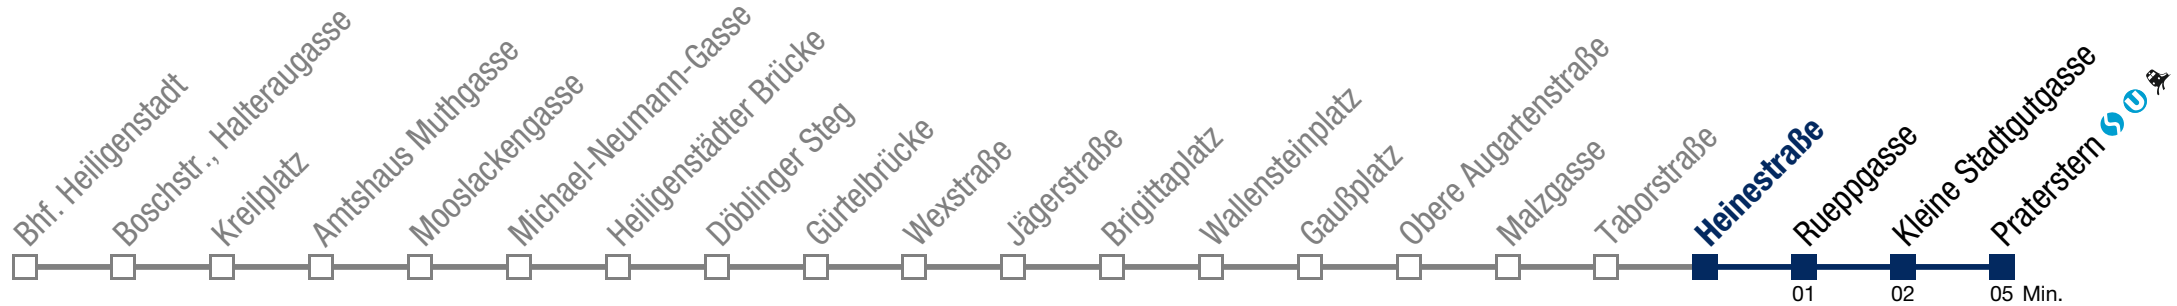 Bhf. Heiligenstadt
Boschstr., Halteraugasse
Kreilplatz
Amtshaus Muthgasse
Mooslackengasse
Michael-Neumann-Gasse
Heiligenstädter Brücke
Döblinger Steg
Gürtelbrücke
Wexstraße
Jägerstraße
Brigittaplatz
Wallensteinplatz
Gaußplatz
Obere Augartenstraße
Malzgasse
Taborstraße
Heinestraße
Rueppgasse
Kleine Stadtgutgasse
Praterstern S U
01 02 05 Min.